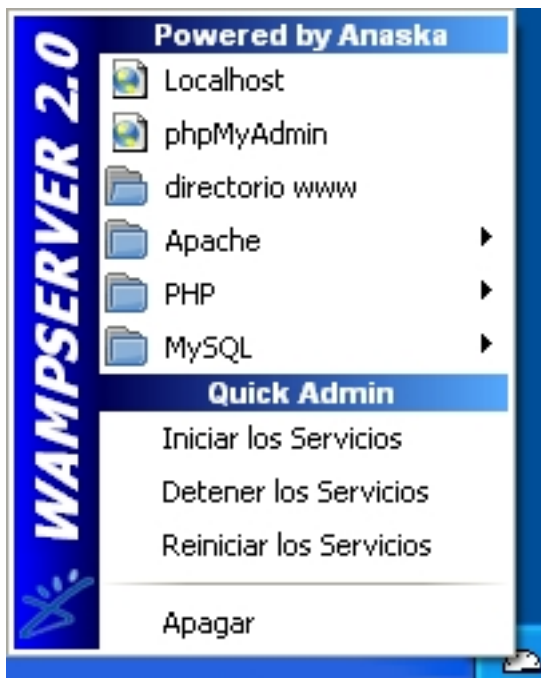 WAMPSERVER 2.0
Powered by Anaska
Localhost
phpMyAdmin
directorio www
Apache
PHP
MySQL
Quick Admin
Iniciar los Servicios
Detener los Servicios
Reiniciar los Servicios
Apagar